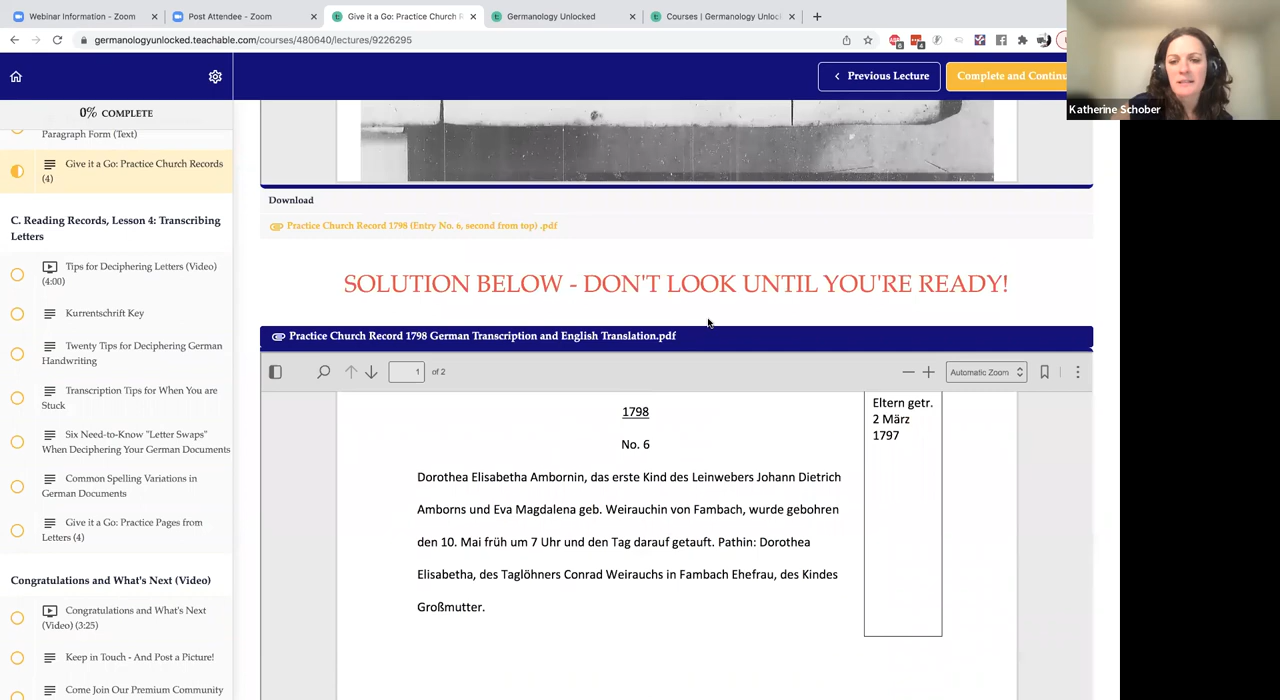 Webinar Information - Zoom
Post Attendee - Zoom
Give it a Go: Practice Church R
Germanology Unlocked
Courses | Germanology Unloc
germanologyunlocked.teachable.com/courses/480640/lectures/9226295
Katherine Schober
Previous Lecture
Complete and Continu
0% COMPLETE
Paragraph Form (Text)
Give it a Go: Practice Church Records
(4)
C. Reading Records, Lesson 4: Transcribing
Letters
Tips for Deciphering Letters (Video)
(4:00)
Kurrentschrift Key
Twenty Tips for Deciphering German
Handwriting
Transcription Tips for When You are
Stuck
Six Need-to-Know "Letter Swaps"
When Deciphering Your German Documents
Common Spelling Variations in
German Documents
Give it a Go: Practice Pages from
Letters (4)
Congratulations and What's Next (Video)
Congratulations and What's Next
(Video) (3:25)
Keep in Touch - And Post a Picture!
Come Join Our Premium Community
Download
Practice Church Record 1798 (Entry No. 6, second from top) .pdf
SOLUTION BELOW - DON'T LOOK UNTIL YOU'RE READY!
Practice Church Record 1798 German Transcription and English Translation.pdf
1 of 2
Automatic Zoom
1798
No. 6
Dorothea Elisabetha Ambornin, das erste Kind des Leinwebers Johann Dietrich
Amborns und Eva Magdalena geb. Weirauchin von Fambach, wurde gebohren
den 10. Mai früh um 7 Uhr und den Tag darauf getauft. Pathin: Dorothea
Elisabetha, des Taglöhners Conrad Weirauchs in Fambach Ehefrau, des Kindes
Großmutter.
Eltern getr.
2 März
1797